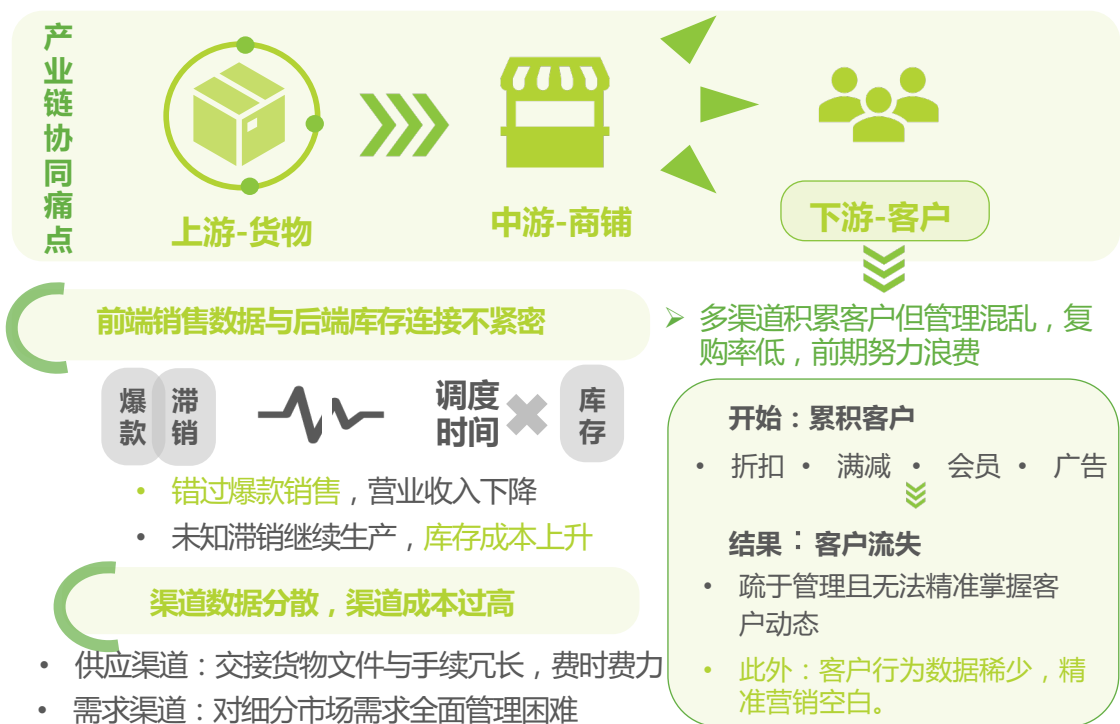 产业链协同痛点
上游-货物
中游-商铺
下游-客户
前端销售数据与后端库存连接不紧密
爆款
滞销
调度
时间
库存
• 错过爆款销售，营业收入下降
• 未知滞销继续生产，库存成本上升
渠道数据分散，渠道成本过高
• 供应渠道：交接货物文件与手续冗长，费时费力
• 需求渠道：对细分市场需求全面管理困难
➢ 多渠道积累客户但管理混乱，复
购率低，前期努力浪费
开始：累积客户
• 折扣 • 满减 • 会员 • 广告
结果：客户流失
• 疏于管理且无法精准掌握客
户动态
• 此外：客户行为数据稀少，精
准营销空白。